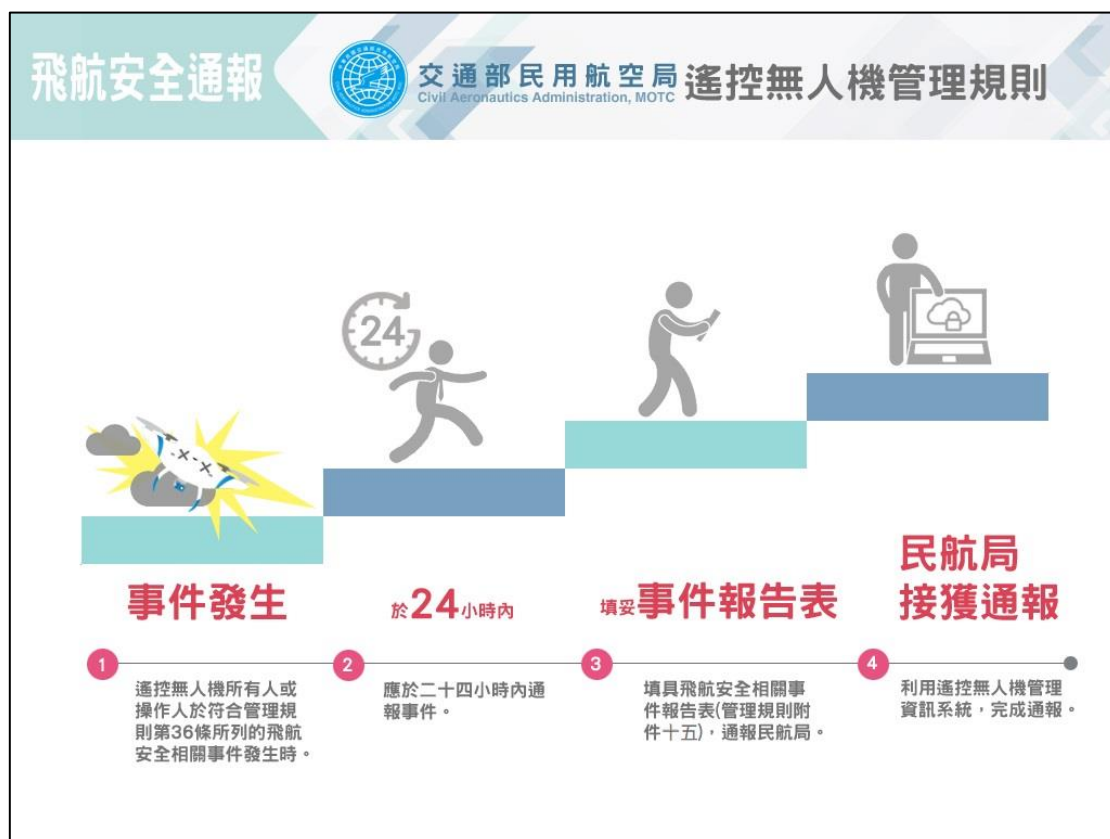 飛航安全通報
交通部民用航空局
Civil Aeronautics Administration, MOTC
遙控無人機管理規則
24
事件發生
於24小時內
填妥事件報告表
民航局
接獲通報
1
遙控無人機所有人或
操作人於符合管理規
則第36條所列的飛航
安全相關事件發生時。
2
應於二十四小時內通
報事件。
3
填具飛航安全相關事
件報告表(管理規則附
件十五)，通報民航局。
4
利用遙控無人機管理
資訊系統，完成通報。